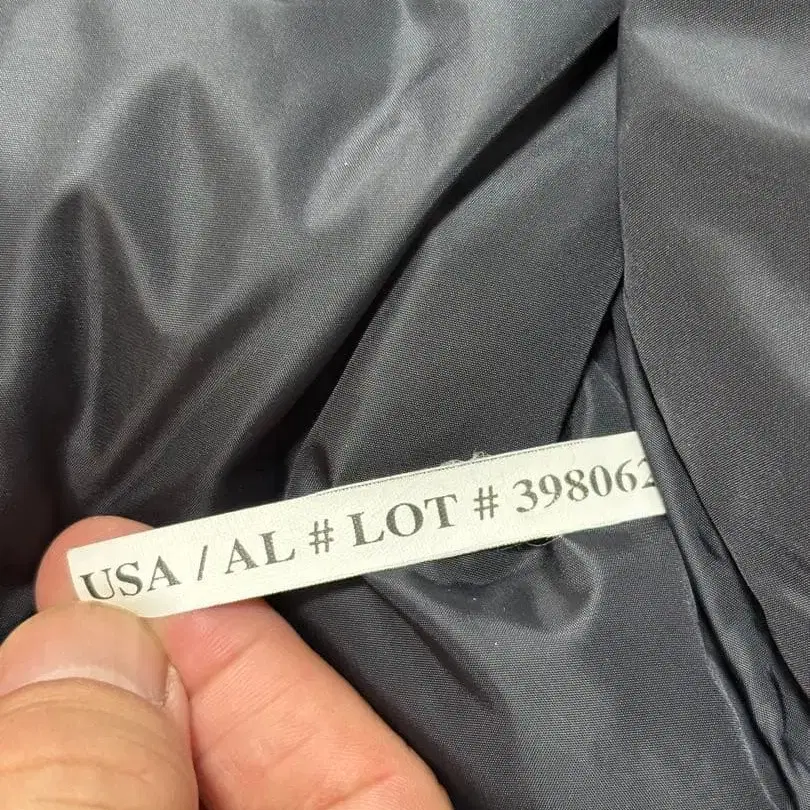 USA / AL # LOT # 398062